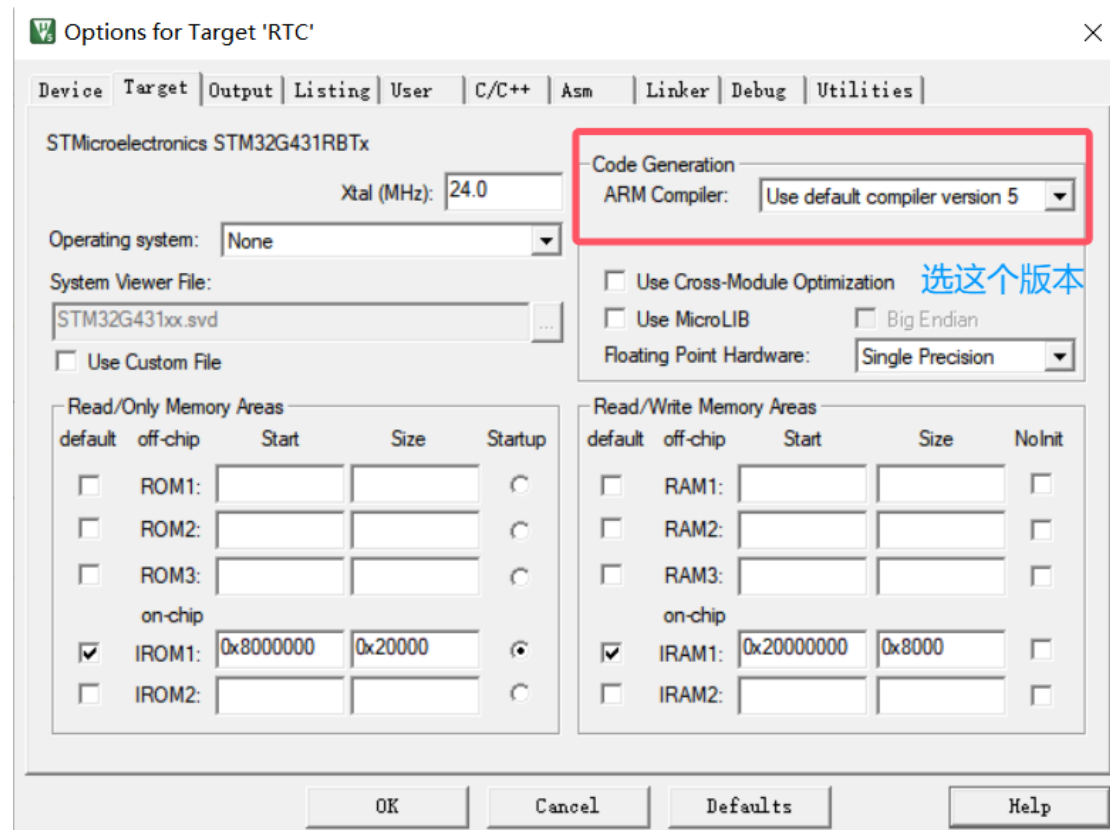 Options for Target 'RTC'
Device Target Output Listing User C/C++ Asm Linker Debug Utilities
STMicroelectronics STM32G431RBTx
Xtal (MHz): 24.0
Operating system: None
System Viewer File:
STM32G431xx.svd ...
Use Custom File
Code Generation
ARM Compiler: Use default compiler version 5
Use Cross-Module Optimization 选这个版本
Use MicroLIB Big Endian
Floating Point Hardware: Single Precision
Read/Only Memory Areas
default off-chip Start Size Startup
ROM1:
ROM2:
ROM3:
on-chip
IROM1: 0x8000000 0x20000
IROM2:
Read/Write Memory Areas
default off-chip Start Size NoInit
RAM1:
RAM2:
RAM3:
on-chip
IRAM1: 0x20000000 0x8000
IRAM2:
OK Cancel Defaults Help